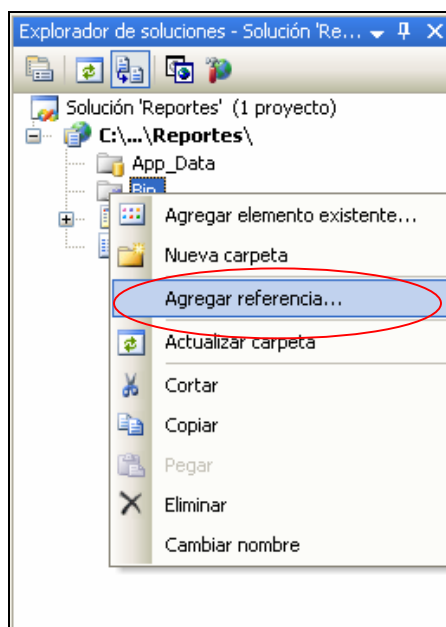 Explorador de soluciones - Solución 'Re...
Solución 'Reportes' (1 proyecto)
C:\...\Reportes\
App_Data
Bin
Agregar elemento existente...
Nueva carpeta
Agregar referencia...
Actualizar carpeta
Cortar
Copiar
Pegar
Eliminar
Cambiar nombre